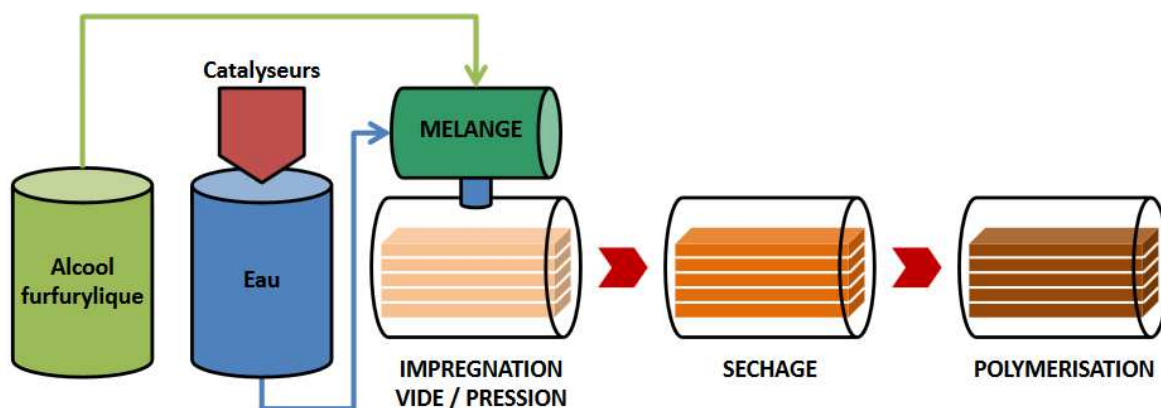 Catalyseurs
MELANGE
Alcool
furfurylique
Eau
IMPREGNATION
VIDE / PRESSION
SECHAGE
POLYMERISATION